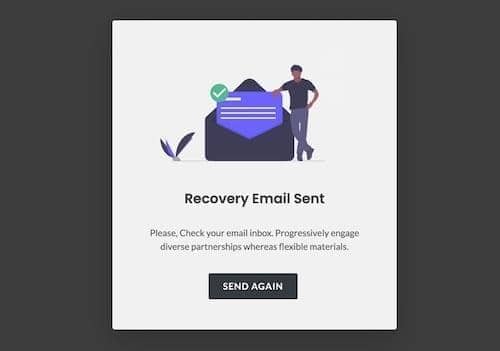 Recovery Email Sent
Please, Check your email inbox. Progressively engage
diverse partnerships whereas flexible materials.
SEND AGAIN